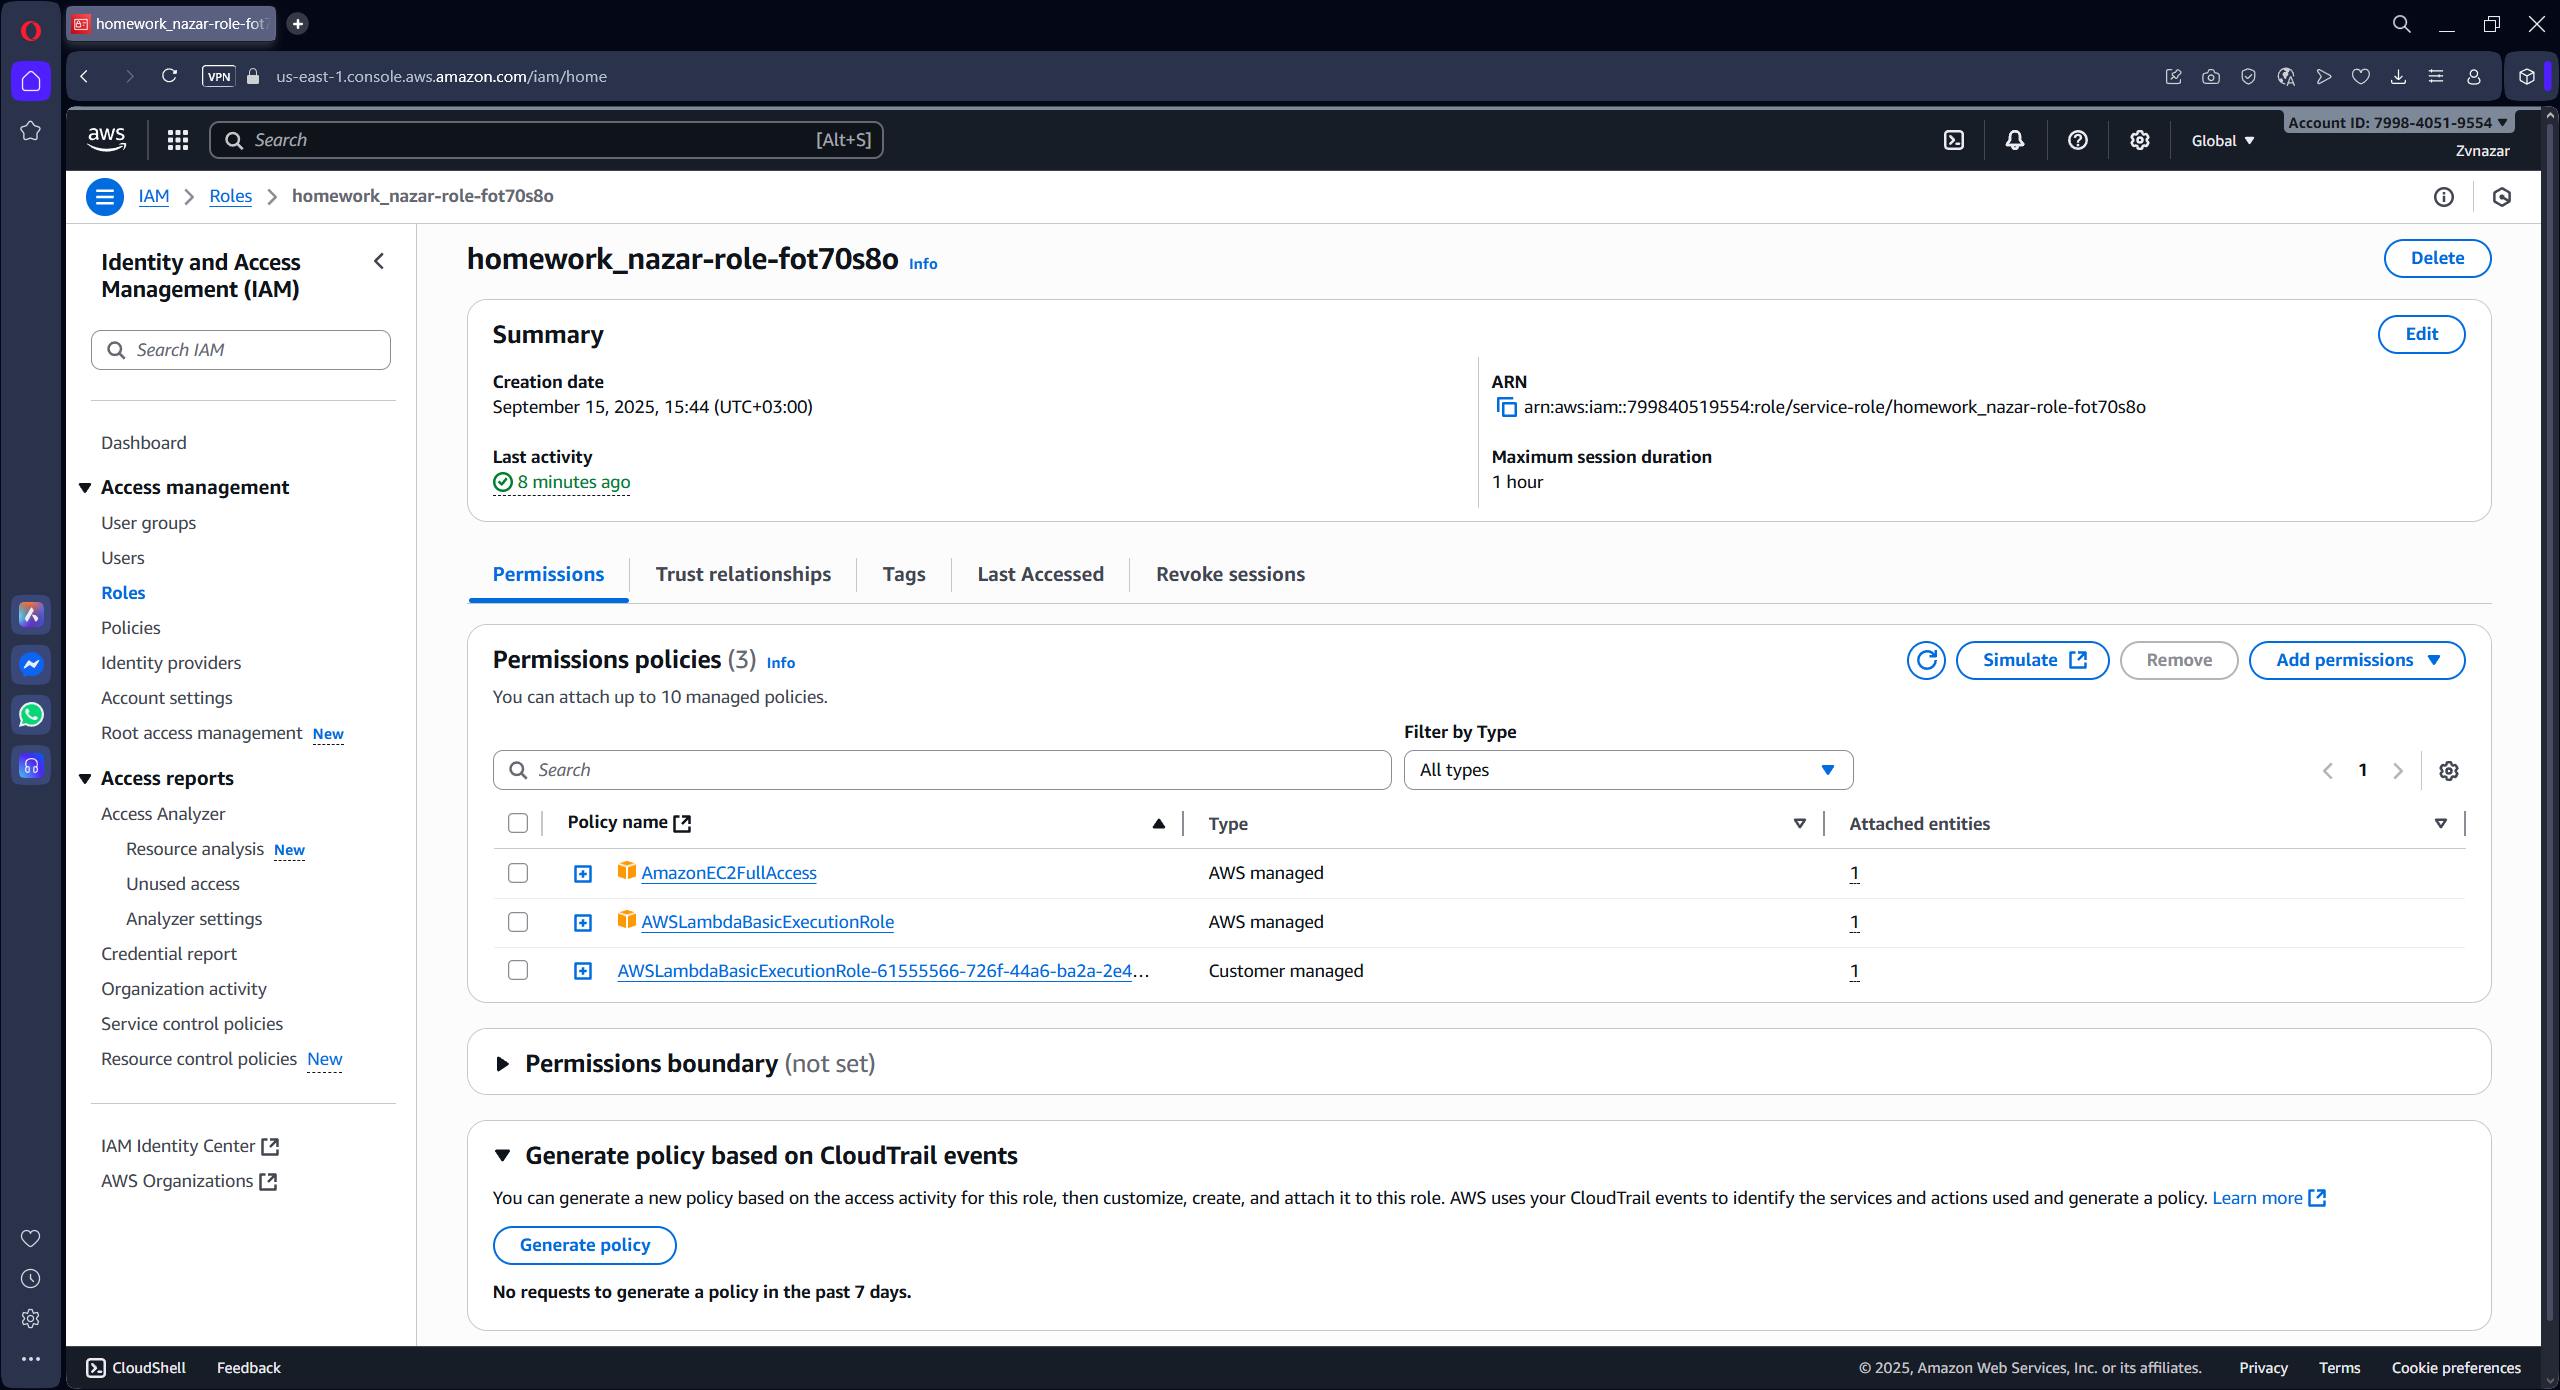 homework_nazar-role-fot7
VPN
us-east-1.console.aws.amazon.com/iam/home
aws
Search
[Alt+S]
Global
Account ID: 7998-4051-9554
Zvnazar
IAM
Roles
homework_nazar-role-fot70s8o
Identity and Access Management (IAM)
Search IAM
Dashboard
Access management
User groups
Users
Roles
Policies
Identity providers
Account settings
Root access management New
Access reports
Access Analyzer
Resource analysis New
Unused access
Analyzer settings
Credential report
Organization activity
Service control policies
Resource control policies New
IAM Identity Center
AWS Organizations
homework_nazar-role-fot70s8o Info
Delete
Summary
Edit
Creation date
September 15, 2025, 15:44 (UTC+03:00)
Last activity
8 minutes ago
ARN
arn:aws:iam::799840519554:role/service-role/homework_nazar-role-fot70s8o
Maximum session duration
1 hour
Permissions
Trust relationships
Tags
Last Accessed
Revoke sessions
Permissions policies (3) Info
You can attach up to 10 managed policies.
Simulate
Remove
Add permissions
Filter by Type
Search
All types
1
Policy name
Type
Attached entities
AmazonEC2FullAccess
AWS managed
1
AWSLambdaBasicExecutionRole
AWS managed
1
AWSLambdaBasicExecutionRole-61555566-726f-44a6-ba2a-2e4...
Customer managed
1
Permissions boundary (not set)
Generate policy based on CloudTrail events
You can generate a new policy based on the access activity for this role, then customize, create, and attach it to this role. AWS uses your CloudTrail events to identify the services and actions used and generate a policy. Learn more
Generate policy
No requests to generate a policy in the past 7 days.
CloudShell
Feedback
© 2025, Amazon Web Services, Inc. or its affiliates.
Privacy
Terms
Cookie preferences